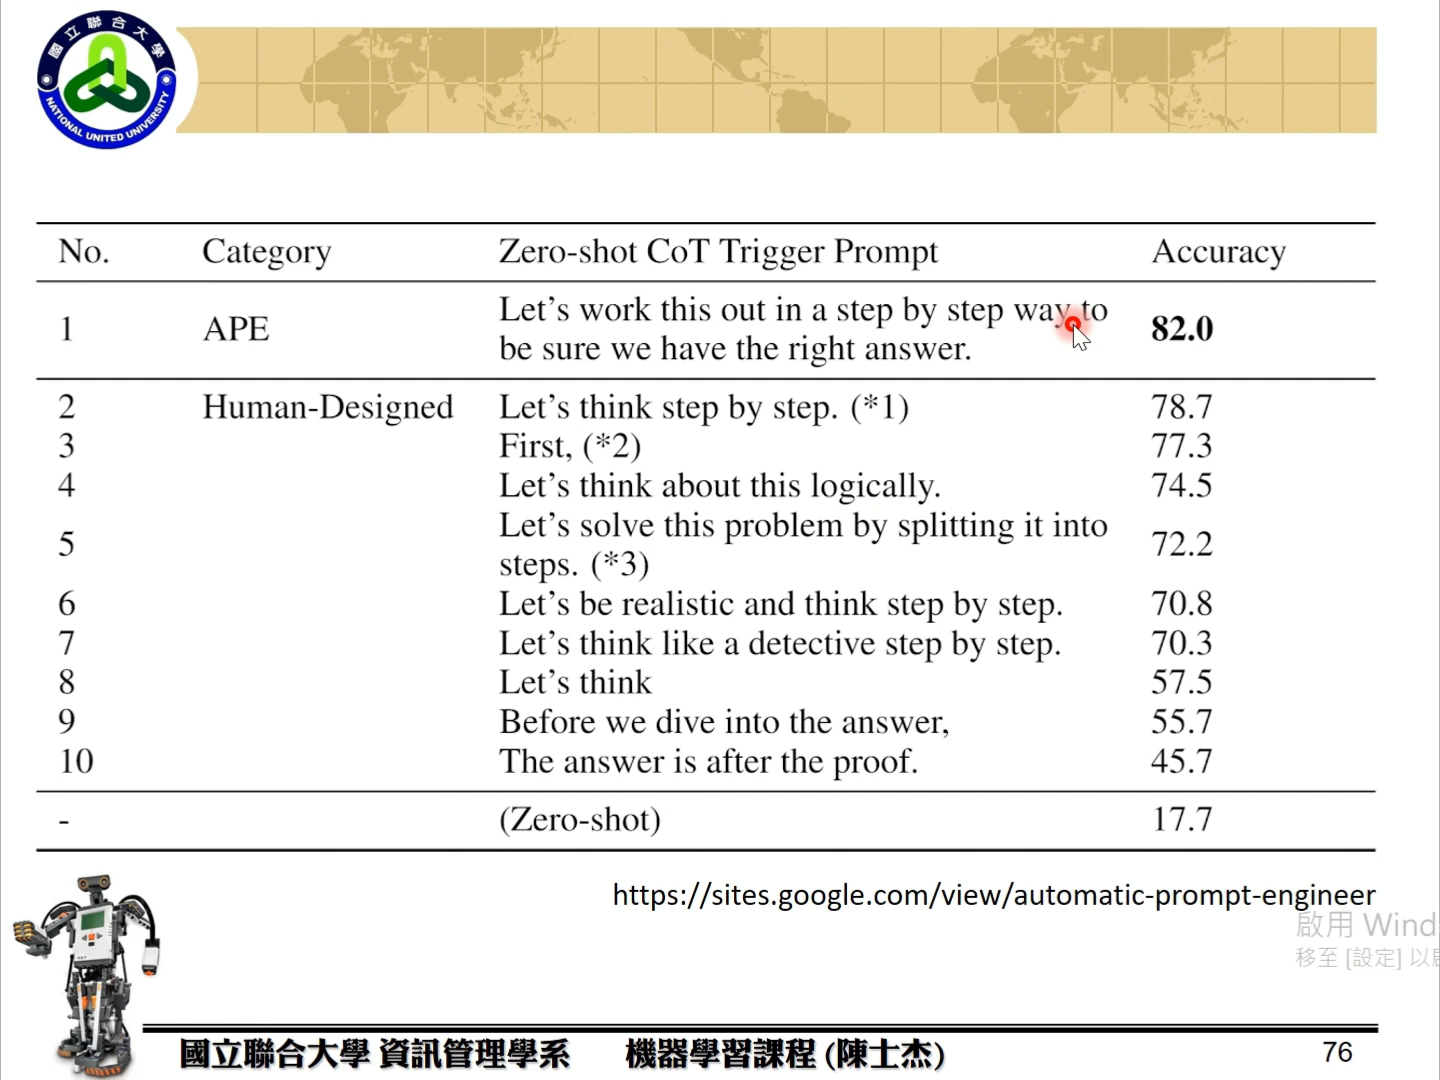 國立聯合大學
NATIONAL UNITED UNIVERSITY
No. Category Zero-shot CoT Trigger Prompt Accuracy
1 APE Let's work this out in a step by step way to
be sure we have the right answer. 82.0
2 Human-Designed Let's think step by step. (*1) 78.7
3 First, (*2) 77.3
4 Let's think about this logically. 74.5
5 Let's solve this problem by splitting it into
steps. (*3) 72.2
6 Let's be realistic and think step by step. 70.8
7 Let's think like a detective step by step. 70.3
8 Let's think 57.5
9 Before we dive into the answer, 55.7
10 The answer is after the proof. 45.7
- (Zero-shot) 17.7
https://sites.google.com/view/automatic-prompt-engineer
啟用 Wind
移至 [設定] 以
國立聯合大學 資訊管理學系 機器學習課程 (陳士杰)
76